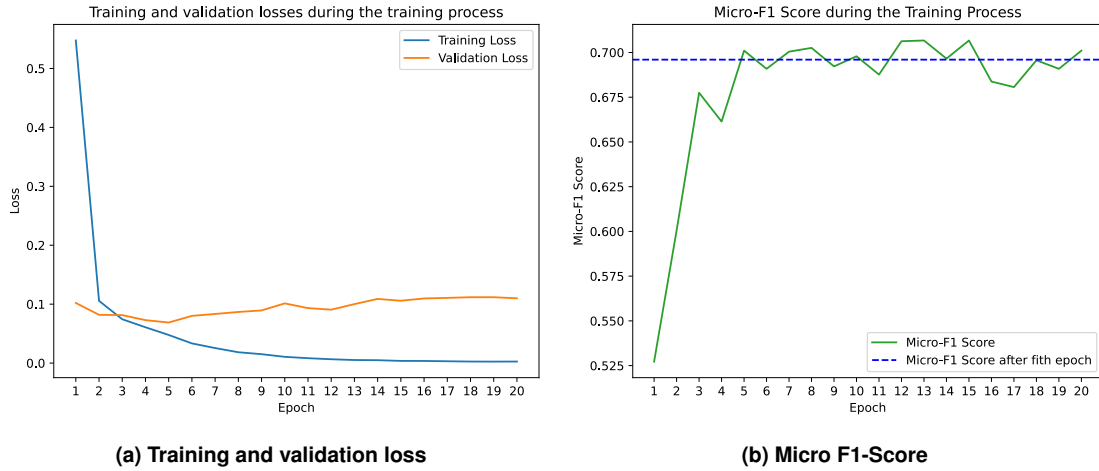 Training and validation losses during the training process
Training Loss
Validation Loss
Loss
0.5
0.4
0.3
0.2
0.1
0.0
1 2 3 4 5 6 7 8 9 10 11 12 13 14 15 16 17 18 19 20
Epoch
(a) Training and validation loss
Micro-F1 Score during the Training Process
Micro-F1 Score
0.700
0.675
0.650
0.625
0.600
0.575
0.550
0.525
Micro-F1 Score
Micro-F1 Score after fith epoch
1 2 3 4 5 6 7 8 9 10 11 12 13 14 15 16 17 18 19 20
Epoch
(b) Micro F1-Score